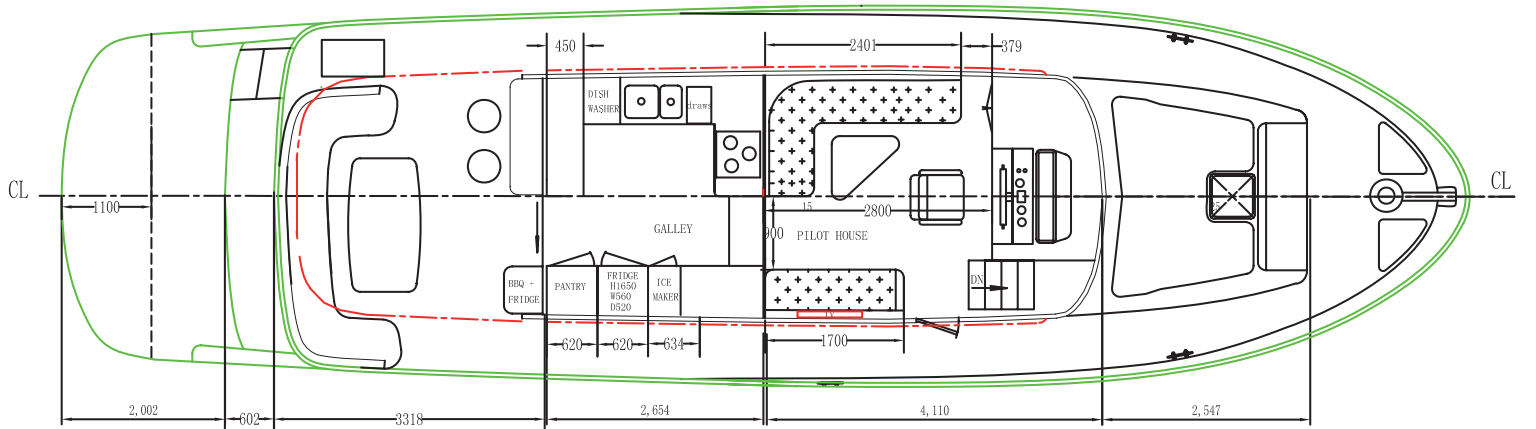 450
2401
379
DISH
WASHER
draws
CL
CL
1100
15
2800
900
GALLEY
PILOT HOUSE
BBQ +
FRIDGE
PANTRY
FRIDGE
H1650
W560
D520
ICE
MAKER
DN
TV
620
620
634
1700
2,002
602
3318
2,654
4,110
2,547